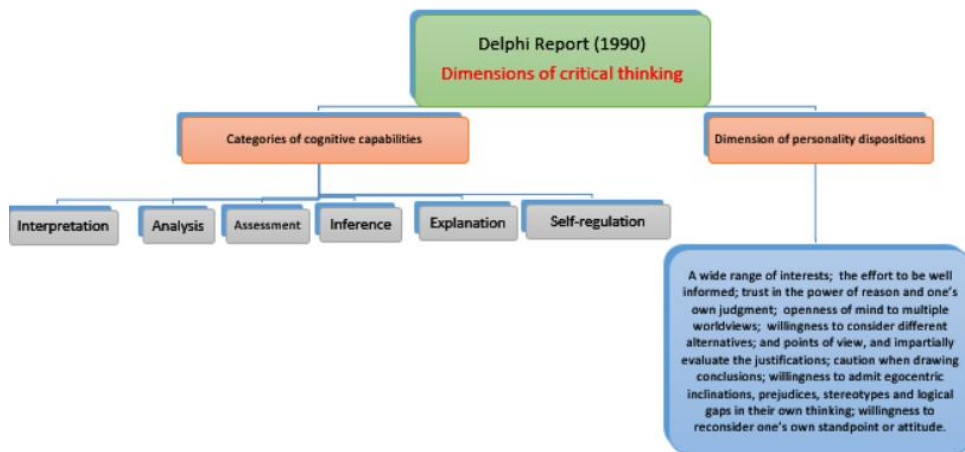 Delphi Report (1990)
Dimensions of critical thinking
Categories of cognitive capabilities
Dimension of personality dispositions
Interpretation
Analysis
Assessment
Inference
Explanation
Self-regulation
A wide range of interests; the effort to be well
informed; trust in the power of reason and one's
own judgment; openness of mind to multiple
worldviews; willingness to consider different
alternatives; and points of view, and impartially
evaluate the justifications; caution when drawing
conclusions; willingness to admit egocentric
inclinations, prejudices, stereotypes and logical
gaps in their own thinking; willingness to
reconsider one's own standpoint or attitude.